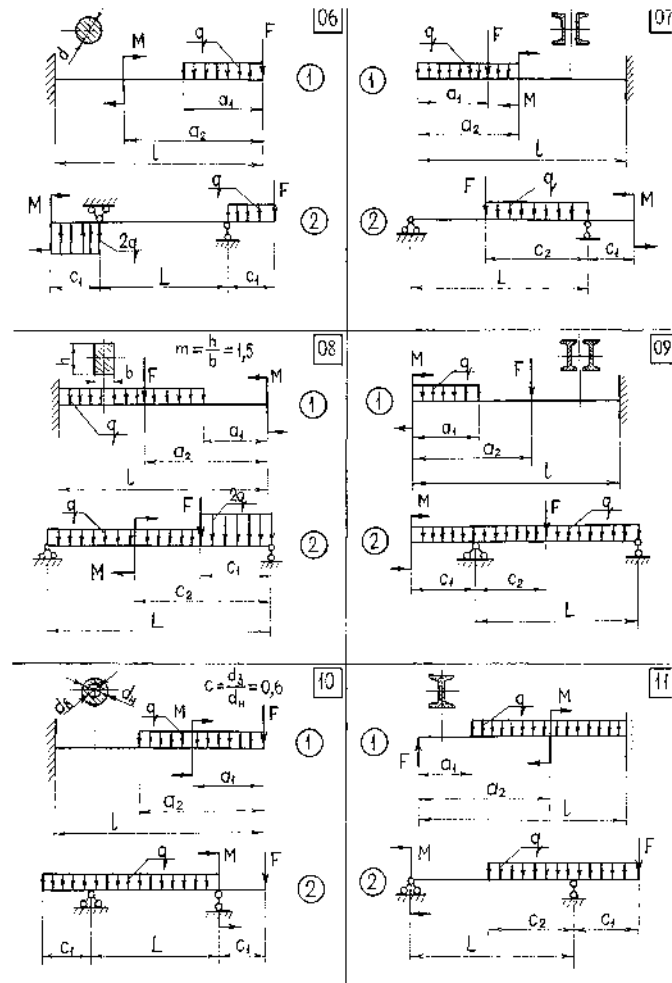 06
d
M
q
F
1
a₁
a₂
l
M
q
F
2
2q
c₁
L
c₁
07
q
F
1
a₁
M
a₂
l
F
q
M
2
c₂
c₁
L
08
h
b
m = h/b = 1,5
F
M
1
q
a₁
a₂
l
q
F
2q
2
M
c₁
c₂
L
09
M
q
F
1
a₁
a₂
l
M
F
q
2
c₁
c₂
L
10
dв
dн
c = dв/dн = 0,6
q
M
F
1
a₁
a₂
l
q
M
F
2
c₁
L
c₁
11
q
M
1
F
a₁
a₂
l
M
q
F
2
c₂
c₁
L